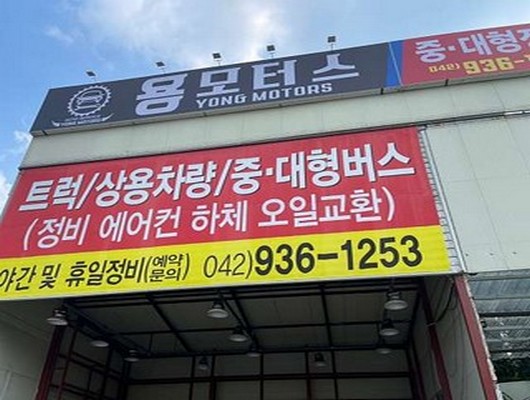 용모터스
YONG MOTORS
YONG MOTORS
중·대형
042) 936-1
트럭/상용차량/중·대형버스
(정비 에어컨 하체 오일교환)
야간 및 휴일정비(예약문의) 042)936-1253